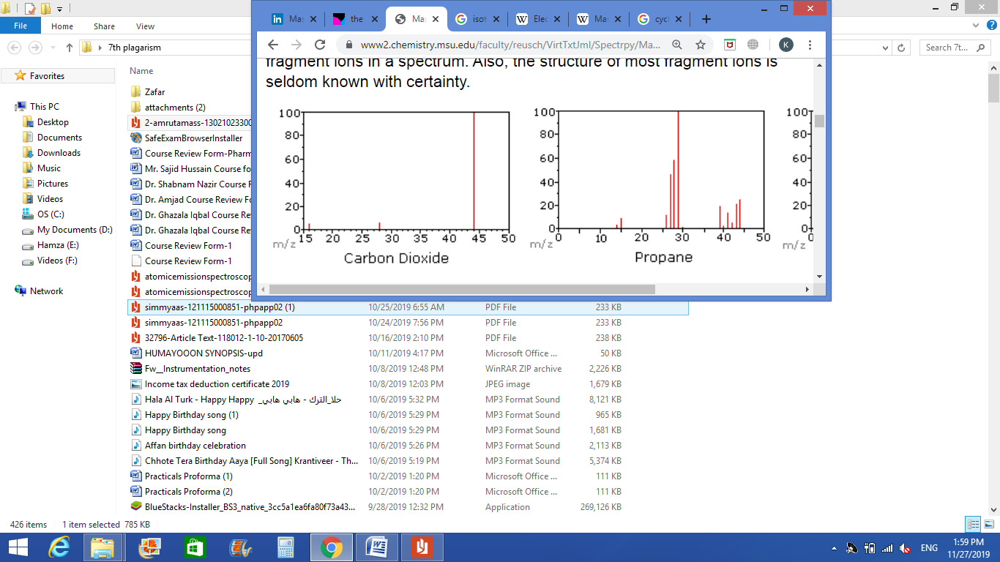 File
Home
Share
View
7th plagarism
Search 7t...
Favorites
This PC
Desktop
Documents
Downloads
Music
Pictures
Videos
OS (C:)
My Documents (D:)
Hamza (E:)
Videos (F:)
Network
Name
Zafar
attachments (2)
2-amrutamass-13021023300
SafeExamBrowserInstaller
Course Review Form-Pharm
Mr. Sajid Hussain Course fo
Dr. Shabnam Nazir Course R
Dr. Amjad Course Review Fo
Dr. Ghazala Iqbal Course Re
Dr. Ghazala Iqbal Course Re
Course Review Form-1
Course Review Form-1
atomicemissionspectroscop
atomicemissionspectroscop
simmyaas-121115000851-phpapp02 (1) 10/25/2019 6:55 AM PDF File 233 KB
simmyaas-121115000851-phpapp02 10/24/2019 7:56 PM PDF File 233 KB
32796-Article Text-118012-1-10-20170605 10/16/2019 2:10 PM PDF File 238 KB
HUMAYOOON SYNOPSIS-upd 10/11/2019 4:17 PM Microsoft Office ... 50 KB
Fw__Instrumentation_notes 10/8/2019 12:48 PM WinRAR ZIP archive 2,226 KB
Income tax deduction certificate 2019 10/8/2019 12:03 PM JPEG image 1,679 KB
Hala Al Turk - Happy Happy _حلا_الترك - هابي هابي 10/6/2019 5:32 PM MP3 Format Sound 8,121 KB
Happy Birthday song (1) 10/6/2019 5:29 PM MP3 Format Sound 965 KB
Happy Birthday song 10/6/2019 5:29 PM MP3 Format Sound 1,681 KB
Affan birthday celebration 10/6/2019 5:26 PM MP3 Format Sound 2,113 KB
Chhote Tera Birthday Aaya [Full Song] Krantiveer - Th... 10/6/2019 5:19 PM MP3 Format Sound 5,374 KB
Practicals Proforma (1) 10/2/2019 1:20 PM Microsoft Office ... 111 KB
Practicals Proforma (2) 10/2/2019 1:20 PM Microsoft Office ... 111 KB
BlueStacks-Installer_BS3_native_3cc5a1ea6fa80f73a43... 9/28/2019 12:32 PM Application 269,126 KB
426 items 1 item selected 785 KB
Mas the Mas isot Elec Mas cycl
www2.chemistry.msu.edu/faculty/reusch/VirtTxtJml/Spectrpy/Ma...
K
fragment ions in a spectrum. Also, the structure of most fragment ions is
seldom known with certainty.
100
80
60
40
20
0
m/z
15 20 25 30 35 40 45 50
Carbon Dioxide
100
80
60
40
20
0
m/z
0 10 20 30 40 50
Propane
100
80
60
40
20
0
m/z
0
ENG
1:59 PM
11/27/2019